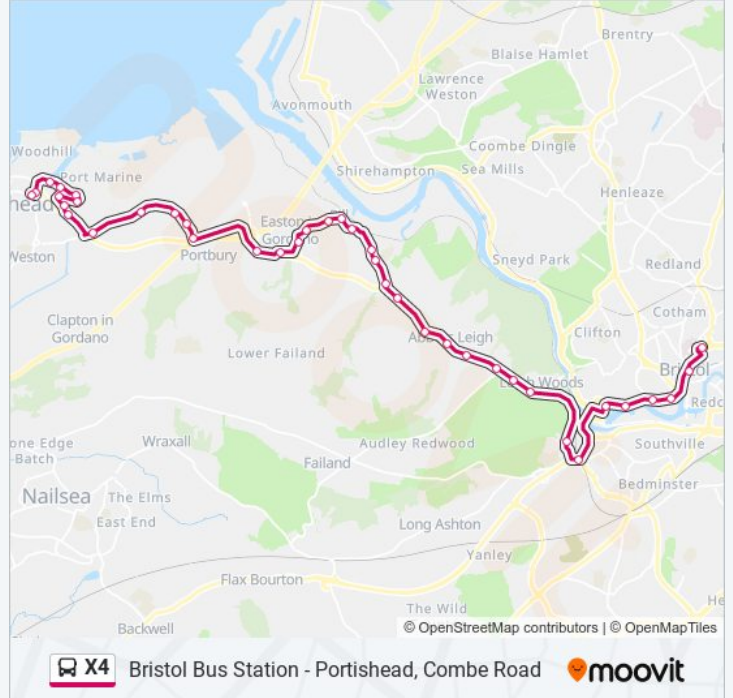 Brentry
Blaise Hamlet
Lawrence
Weston
Avonmouth
Coombe Dingle
Woodhill
Port Marine
Shirehampton
Sea Mills
Henleaze
head
Easton
Gordano
Weston
Portbury
Sneyd Park
Redland
Clapton in
Gordano
Cotham
Clifton
Abbots Leigh
Lower Failand
Bristol
Leigh Woods
Redc
one Edge
Batch
Wraxall
Audley Redwood
Southville
Failand
Bedminster
Nailsea
The Elms
East End
Long Ashton
Yanley
Flax Bourton
The Wild
He
Backwell
© OpenStreetMap contributors | © OpenMapTiles
X4 Bristol Bus Station - Portishead, Combe Road moovit